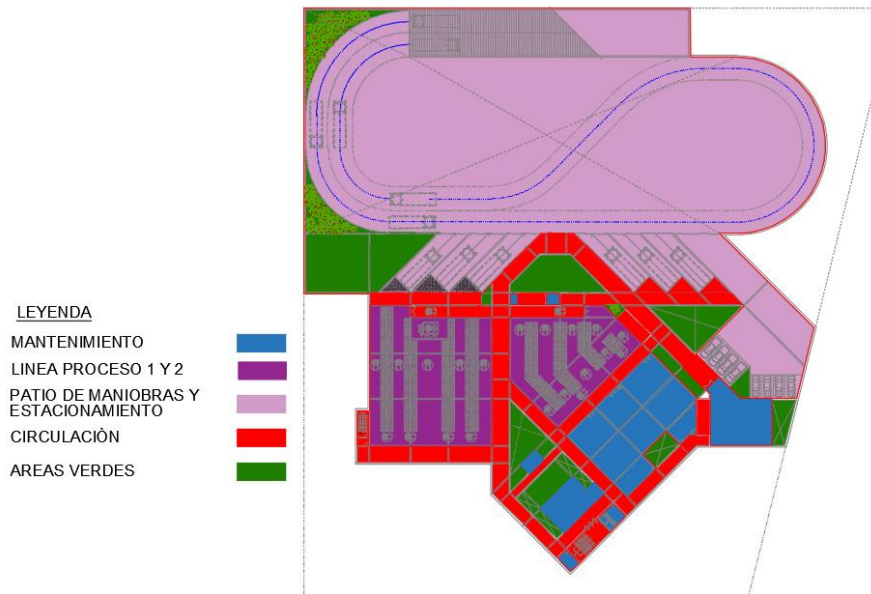 LEYENDA
MANTENIMIENTO
LINEA PROCESO 1 Y 2
PATIO DE MANIOBRAS Y
ESTACIONAMIENTO
CIRCULACIÒN
AREAS VERDES